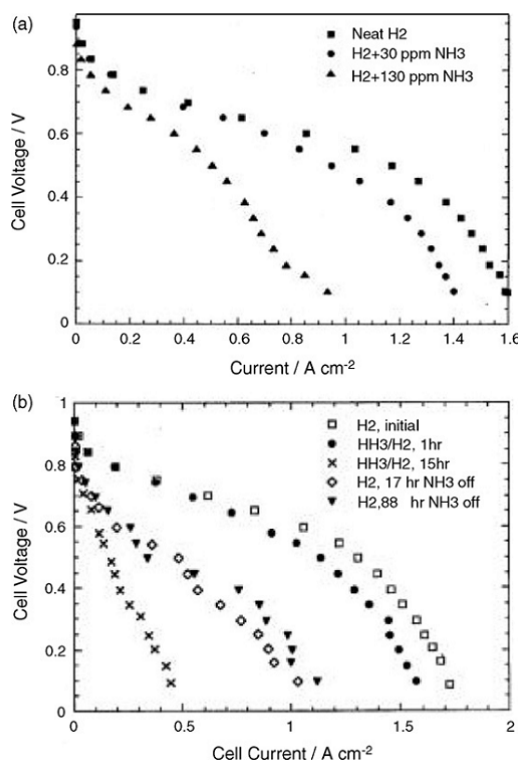 (a)
Neat H2
H2+30 ppm NH3
H2+130 ppm NH3
Cell Voltage / V
1
0.8
0.6
0.4
0.2
0
0 0.2 0.4 0.6 0.8 1 1.2 1.4 1.6
Current / A cm-2
(b)
H2, initial
HH3/H2, 1hr
HH3/H2, 15hr
H2, 17 hr NH3 off
H2,88 hr NH3 off
Cell Voltage / V
1
0.8
0.6
0.4
0.2
0
0 0.5 1 1.5 2
Cell Current / A cm-2